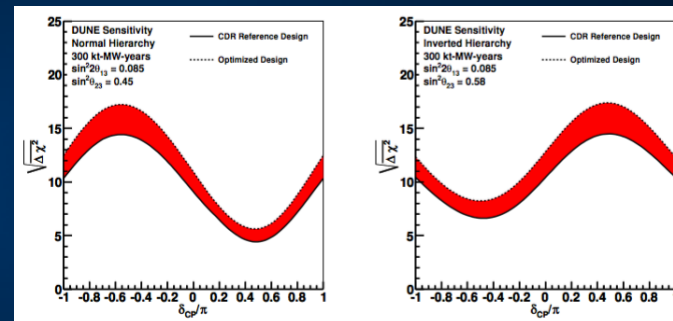 DUNE Sensitivity
Normal Hierarchy
300 kt-MW-years
sin²2θ₁₃ = 0.085
sin²θ₂₃ = 0.45
CDR Reference Design
Optimized Design
25
20
15
10
5
0
√Δχ²
-1 -0.8 -0.6 -0.4 -0.2 0 0.2 0.4 0.6 0.8 1
δCP/π
DUNE Sensitivity
Inverted Hierarchy
300 kt-MW-years
sin²2θ₁₃ = 0.085
sin²θ₂₃ = 0.58
CDR Reference Design
Optimized Design
25
20
15
10
5
0
√Δχ²
-1 -0.8 -0.6 -0.4 -0.2 0 0.2 0.4 0.6 0.8
δCP/π